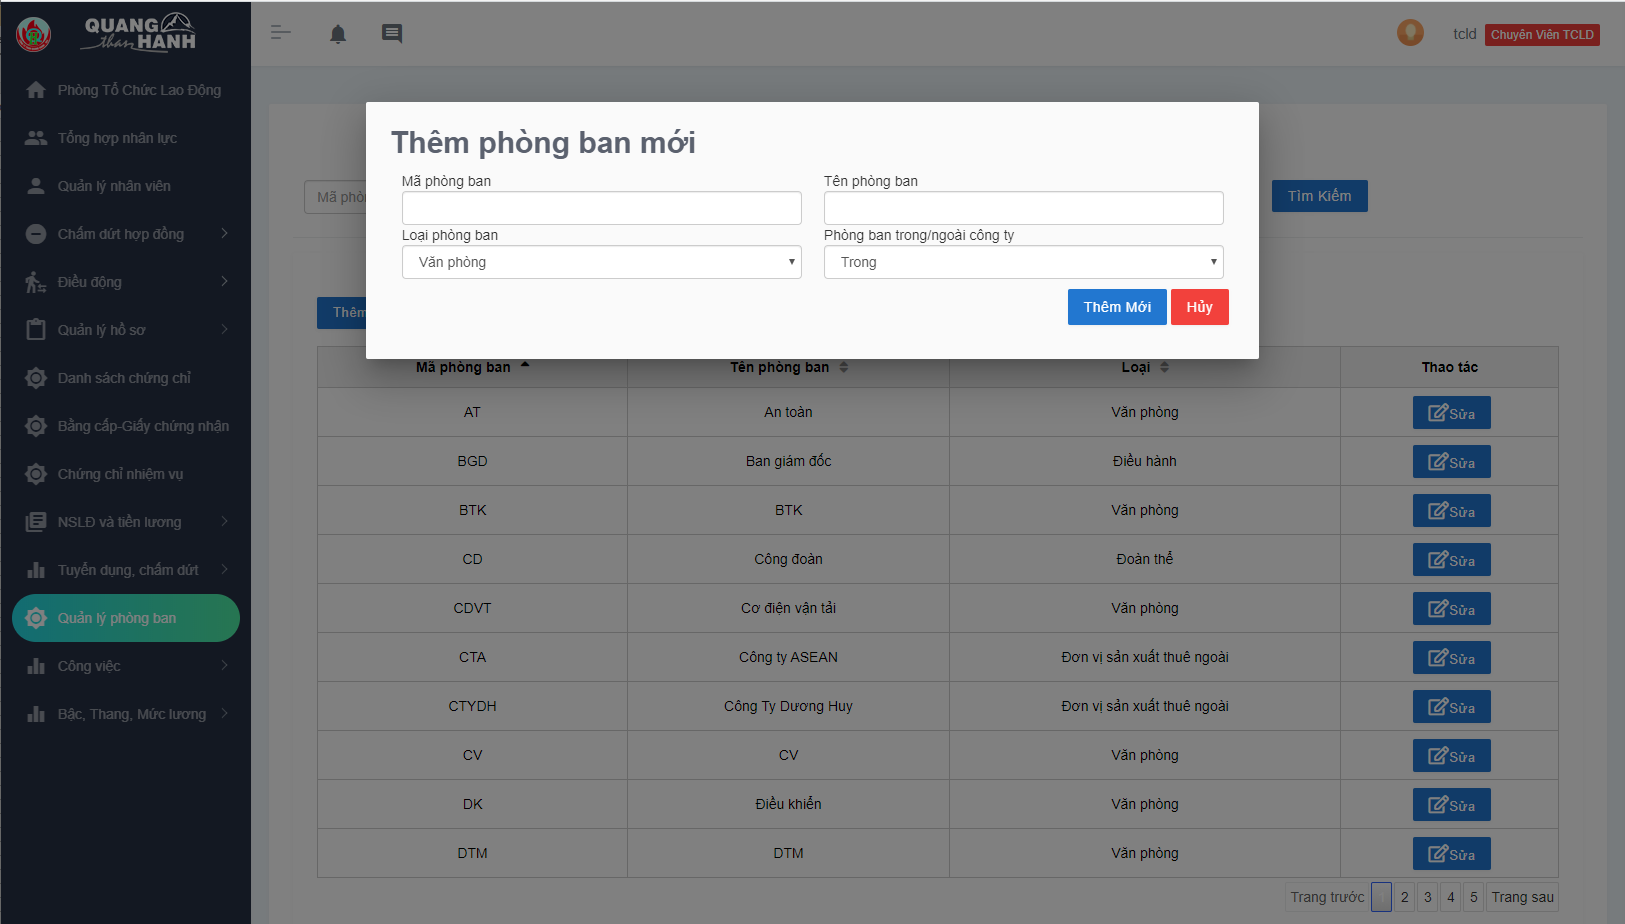 QUANG
than HANH
tcld
Chuyên Viên TCLD
Phòng Tổ Chức Lao Động
Tổng hợp nhân lực
Quản lý nhân viên
Chấm dứt hợp đồng
Điều động
Quản lý hồ sơ
Danh sách chứng chỉ
Bằng cấp-Giấy chứng nhận
Chứng chỉ nhiệm vụ
NSLĐ và tiền lương
Tuyển dụng, chấm dứt
Quản lý phòng ban
Công việc
Bậc, Thang, Mức lương
Thêm phòng ban mới
Mã phòng ban
Tên phòng ban
Loại phòng ban
Phòng ban trong/ngoài công ty
Văn phòng
Trong
Thêm Mới
Hủy
Tìm Kiếm
Thêm
Mã phòng ban
Tên phòng ban
Loại
Thao tác
AT
An toàn
Văn phòng
Sửa
BGD
Ban giám đốc
Điều hành
Sửa
BTK
BTK
Văn phòng
Sửa
CD
Công đoàn
Đoàn thể
Sửa
CDVT
Cơ điện vận tải
Văn phòng
Sửa
CTA
Công ty ASEAN
Đơn vị sản xuất thuê ngoài
Sửa
CTYDH
Công Ty Dương Huy
Đơn vị sản xuất thuê ngoài
Sửa
CV
CV
Văn phòng
Sửa
DK
Điều khiển
Văn phòng
Sửa
DTM
DTM
Văn phòng
Sửa
Trang trước
2
3
4
5
Trang sau